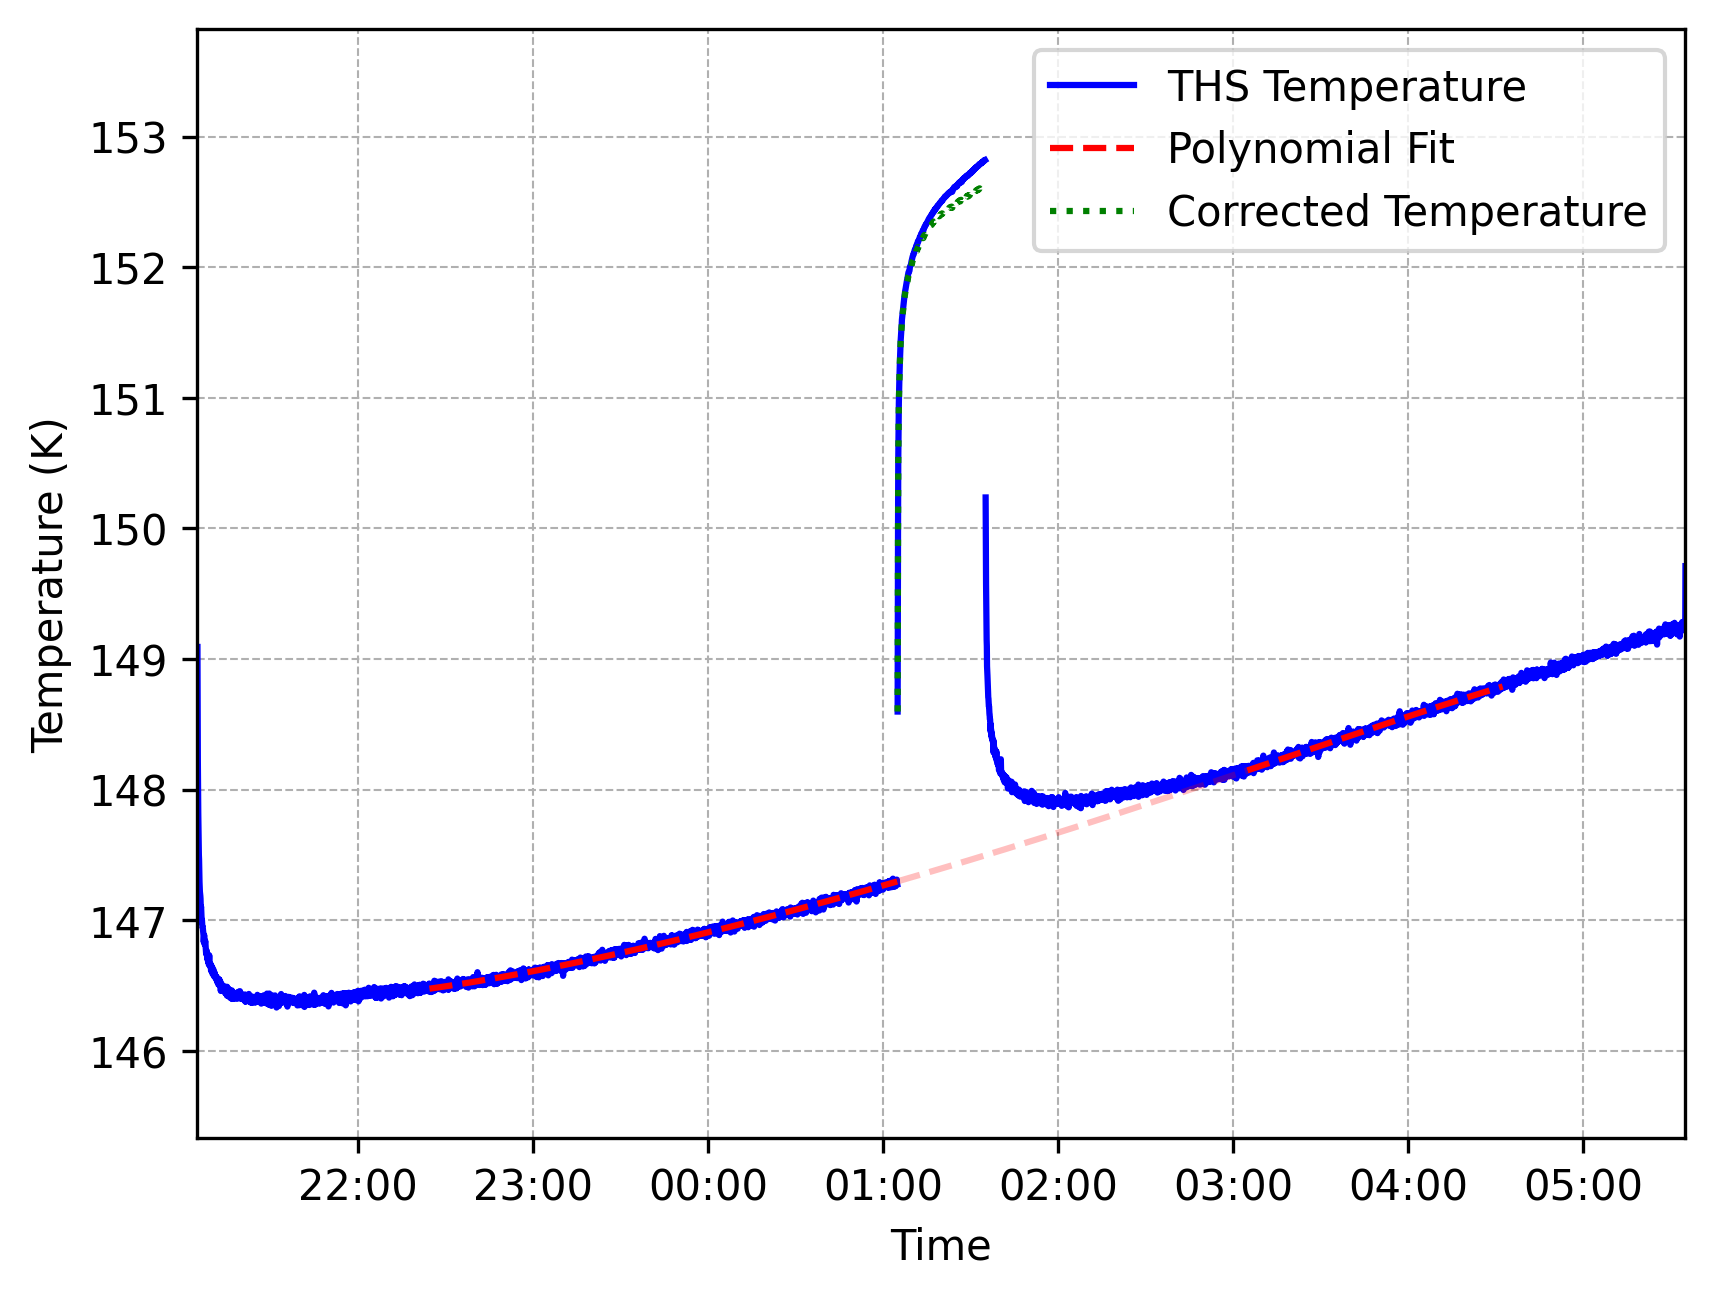 THS Temperature
Polynomial Fit
Corrected Temperature
Temperature (K)
153
152
151
150
149
148
147
146
22:00 23:00 00:00 01:00 02:00 03:00 04:00 05:00
Time